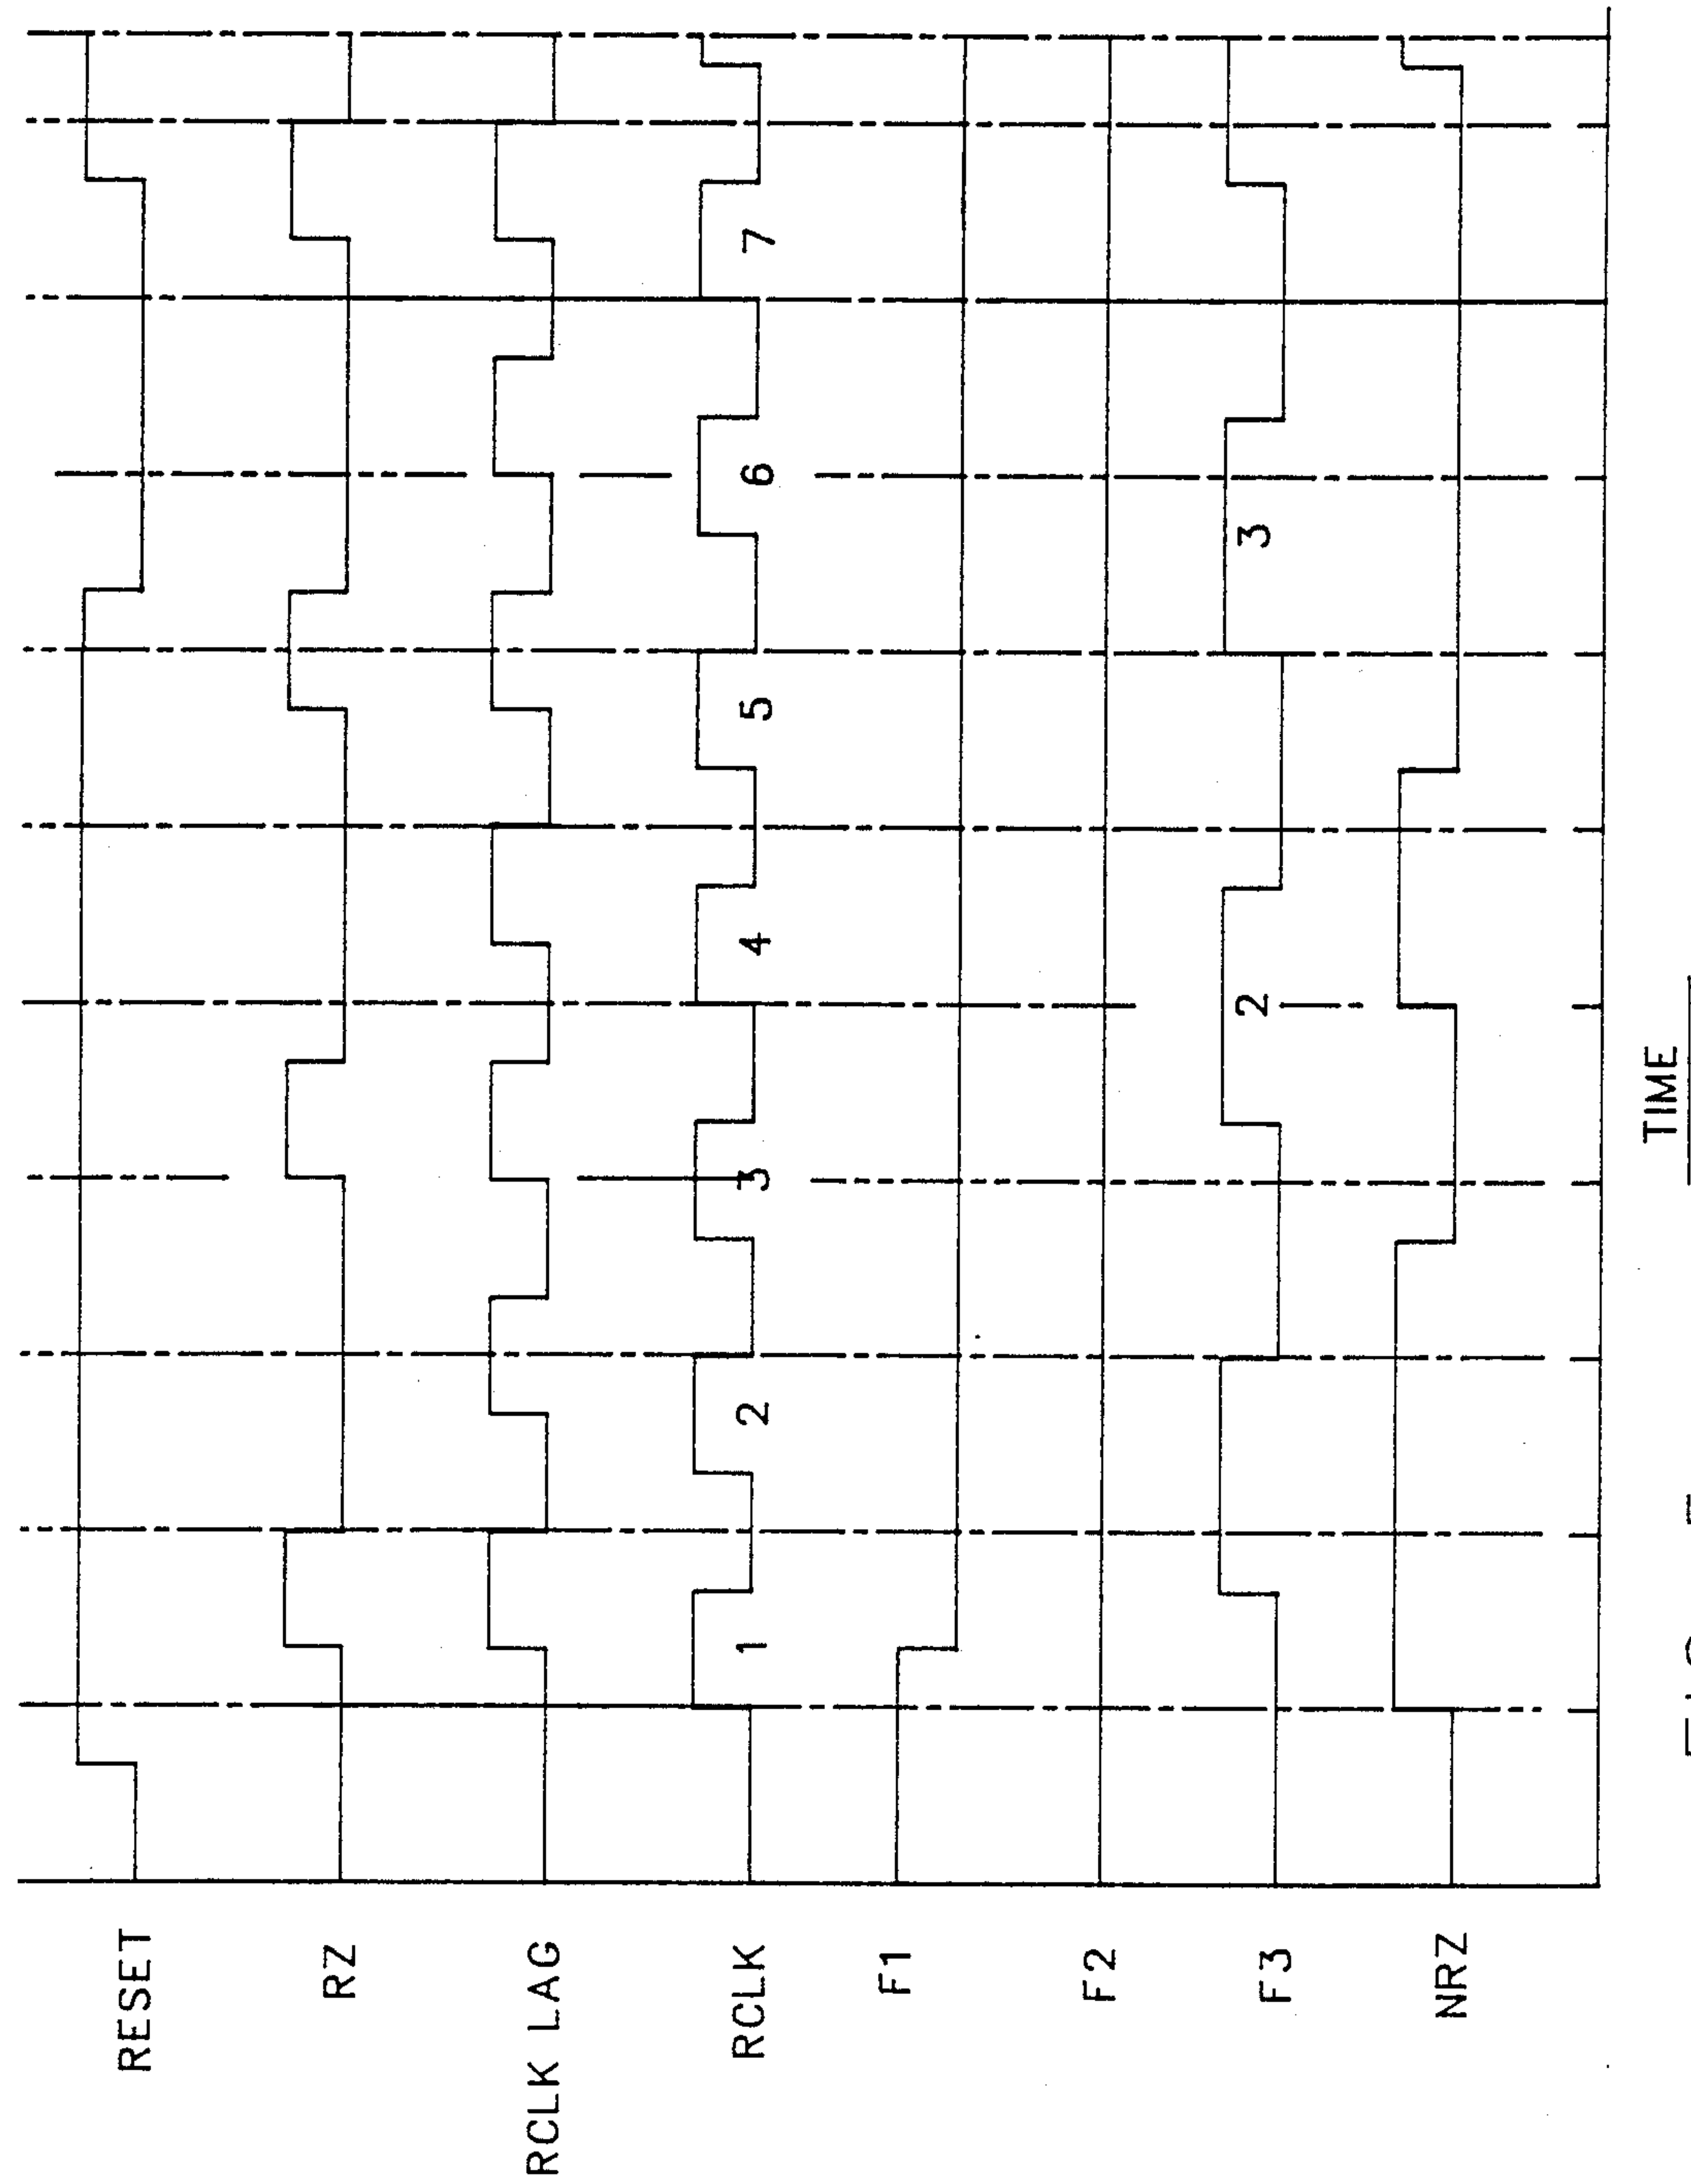 RESET
RZ
RCLK LAG
RCLK
1 2 3 4 5 6 7
F1
F2
F3
2 3
NRZ
TIME